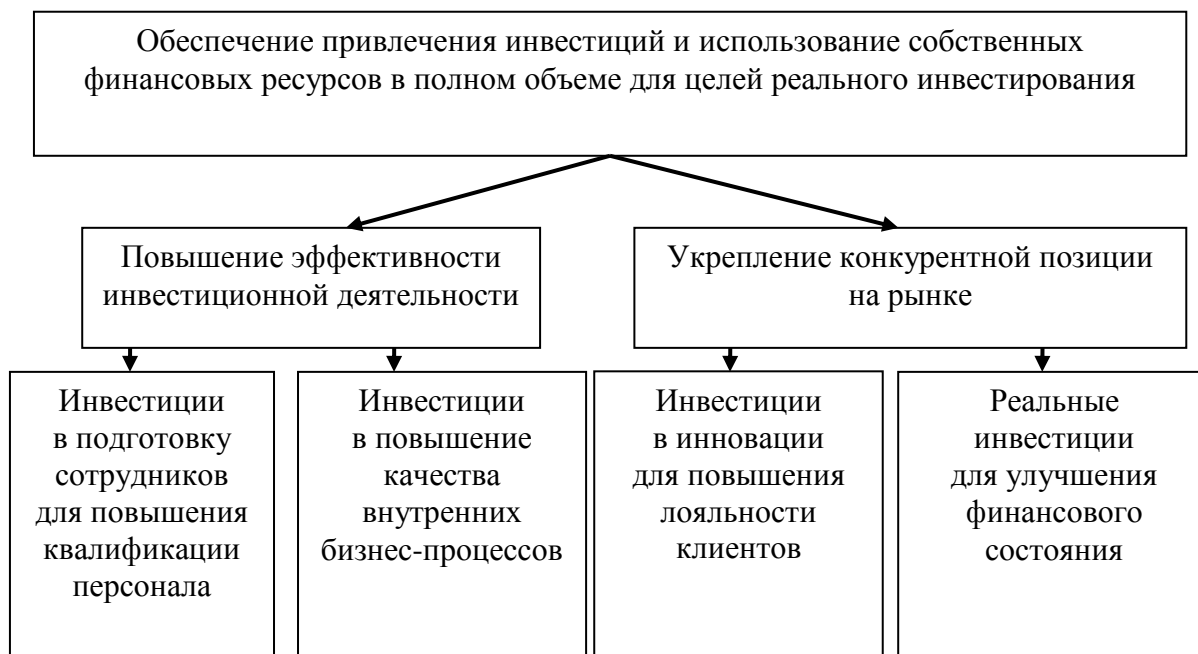 Обеспечение привлечения инвестиций и использование собственных
финансовых ресурсов в полном объеме для целей реального инвестирования
Повышение эффективности
инвестиционной деятельности
Укрепление конкурентной позиции
на рынке
Инвестиции
в подготовку
сотрудников
для повышения
квалификации
персонала
Инвестиции
в повышение
качества
внутренних
бизнес-процессов
Инвестиции
в инновации
для повышения
лояльности
клиентов
Реальные
инвестиции
для улучшения
финансового
состояния